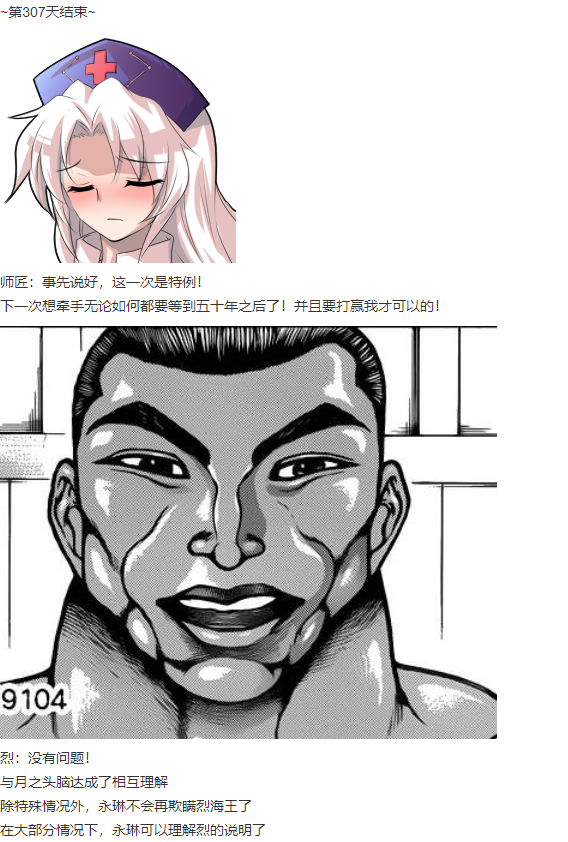 ~第307天结束~
师匠：事先说好，这一次是特例！
下一次想牵手无论如何都要等到五十年之后了！并且要打赢我才可以的！
9104
烈：没有问题！
与月之头脑达成了相互理解
除特殊情况外，永琳不会再欺瞒烈海王了
在大部分情况下，永琳可以理解烈的说明了